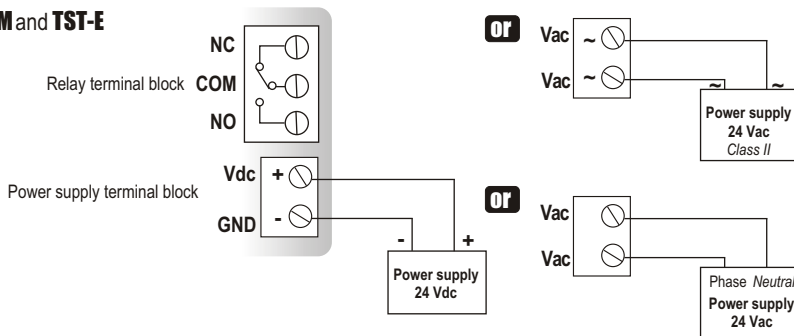 and TST-E
NC
Relay terminal block COM
NO
Vdc +
Power supply terminal block
GND -
- +
Power supply
24 Vdc
or
Vac ~
Vac ~
~ ~
Power supply
24 Vac
Class II
or
Vac
Vac
Phase Neutral
Power supply
24 Vac